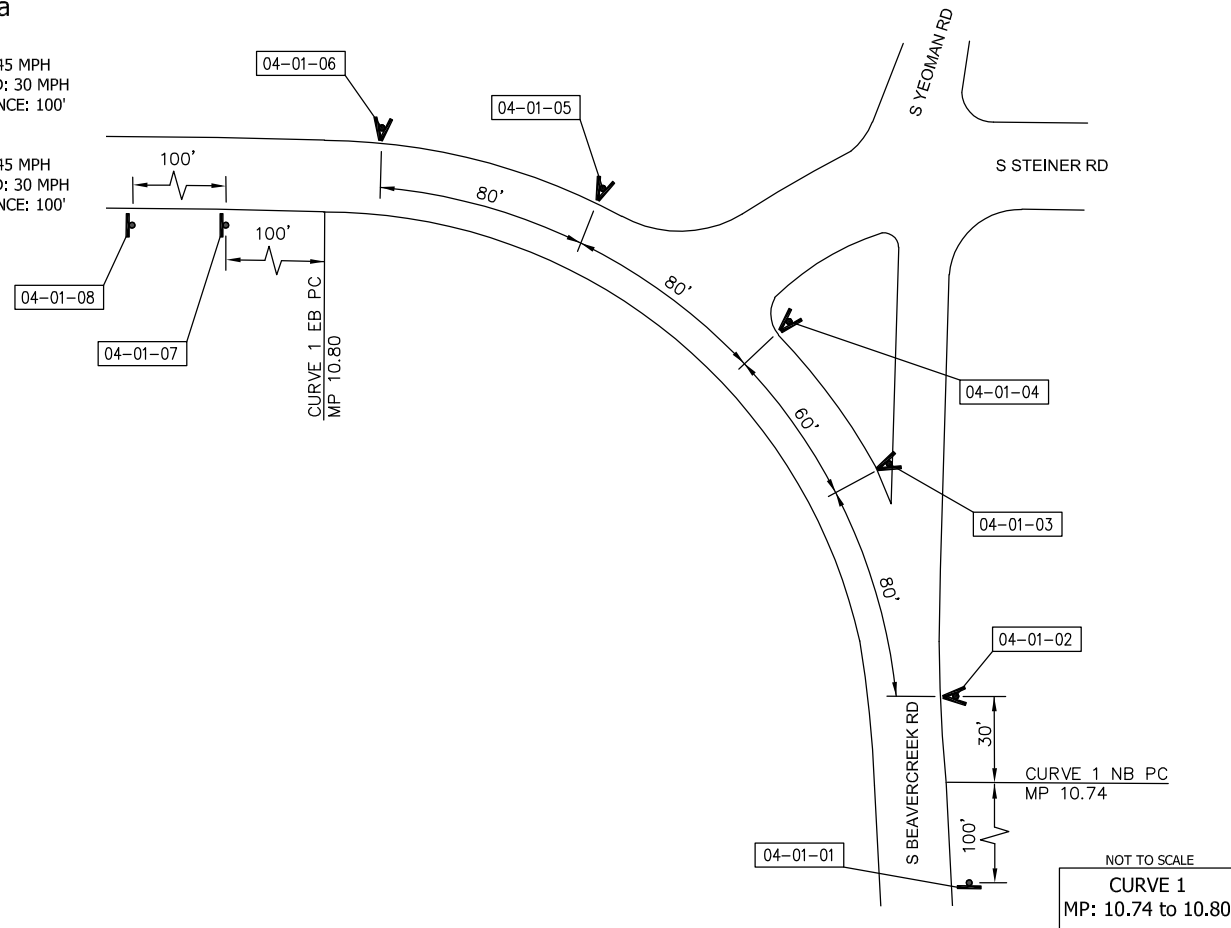 a
45 MPH
: 30 MPH
NCE: 100'
45 MPH
: 30 MPH
NCE: 100'
04-01-06
04-01-05
S YEOMAN RD
S STEINER RD
100'
80'
100'
80'
04-01-08
04-01-07
CURVE 1 EB PC
MP 10.80
04-01-04
60'
04-01-03
80'
04-01-02
S BEAVERCREEK RD
30'
CURVE 1 NB PC
MP 10.74
100'
04-01-01
NOT TO SCALE
CURVE 1
MP: 10.74 to 10.80